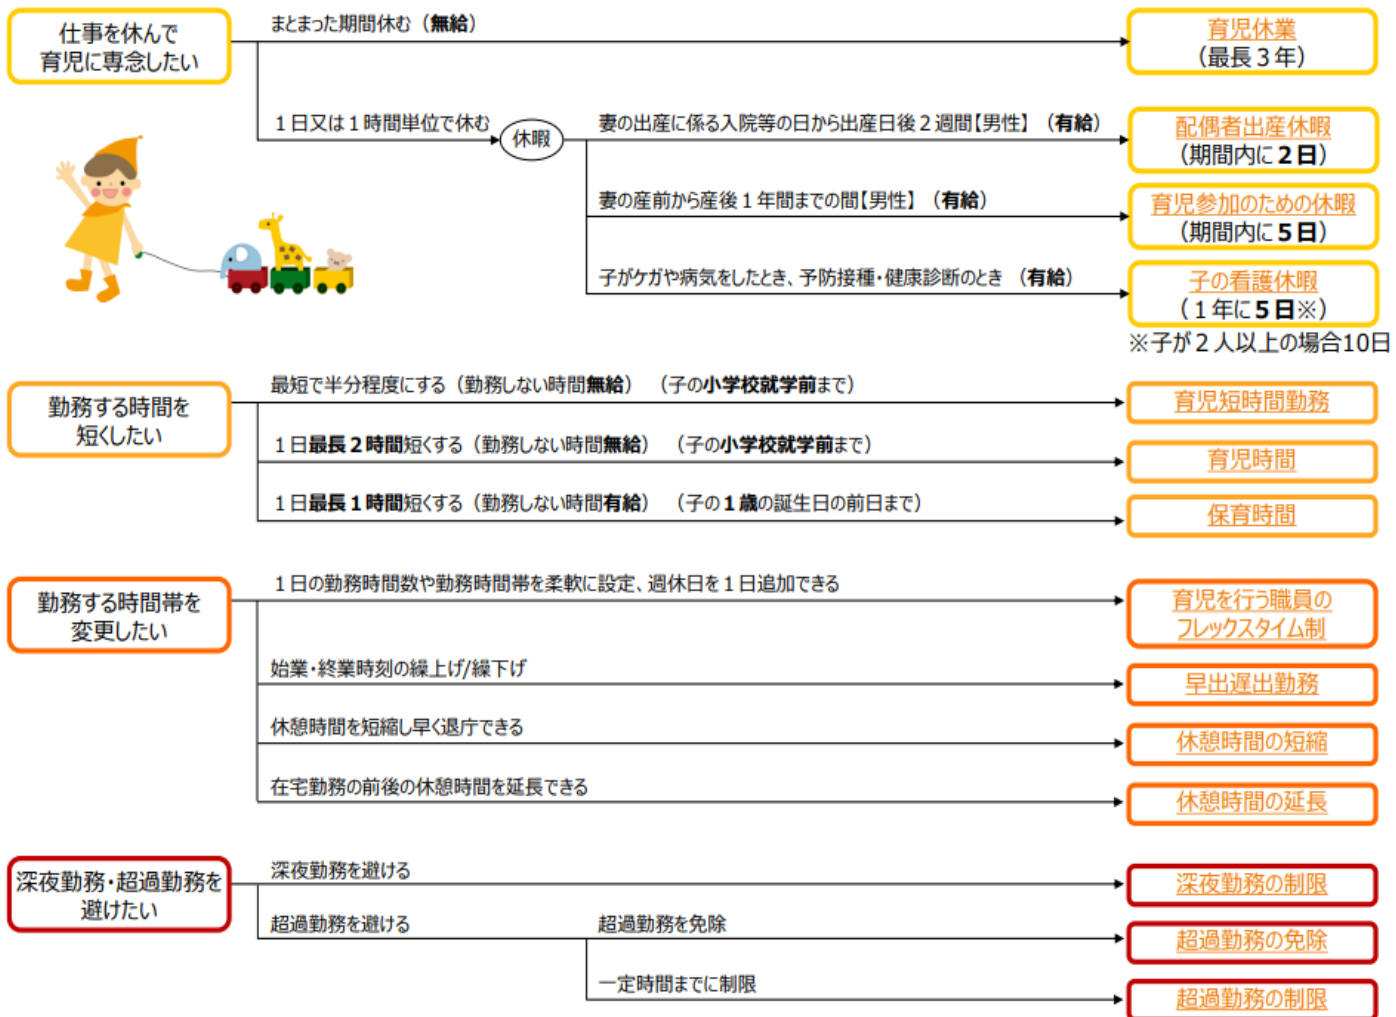 仕事を休んで
育児に専念したい
まとまった期間休む（無給）
育児休業
（最長３年）
１日又は１時間単位で休む
休暇
妻の出産に係る入院等の日から出産日後２週間【男性】（有給）
配偶者出産休暇
（期間内に２日）
妻の産前から産後１年間までの間【男性】（有給）
育児参加のための休暇
（期間内に５日）
子がケガや病気をしたとき、予防接種・健康診断のとき（有給）
子の看護休暇
（１年に５日※）
※子が２人以上の場合10日
勤務する時間を
短くしたい
最短で半分程度にする（勤務しない時間無給）（子の小学校就学前まで）
育児短時間勤務
１日最長２時間短くする（勤務しない時間無給）（子の小学校就学前まで）
育児時間
１日最長１時間短くする（勤務しない時間有給）（子の１歳の誕生日の前日まで）
保育時間
勤務する時間帯を
変更したい
１日の勤務時間数や勤務時間帯を柔軟に設定、週休日を１日追加できる
育児を行う職員の
フレックスタイム制
始業・終業時刻の繰上げ/繰下げ
早出遅出勤務
休憩時間を短縮し早く退庁できる
休憩時間の短縮
在宅勤務の前後の休憩時間を延長できる
休憩時間の延長
深夜勤務・超過勤務を
避けたい
深夜勤務を避ける
深夜勤務の制限
超過勤務を避ける
超過勤務を免除
超過勤務の免除
一定時間までに制限
超過勤務の制限